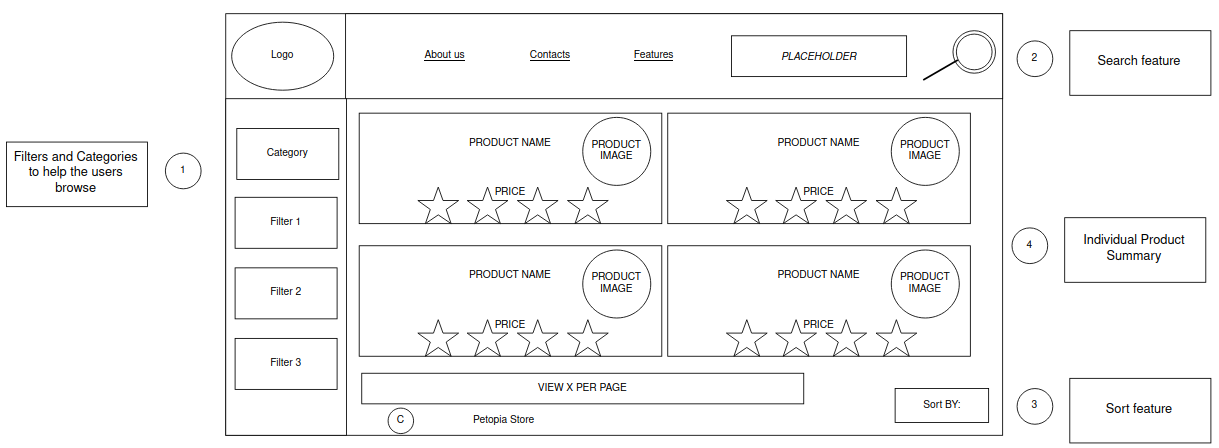 Logo
About us
Contacts
Features
PLACEHOLDER
2
Search feature
Filters and Categories
to help the users
browse
1
Category
Filter 1
Filter 2
Filter 3
PRODUCT NAME
PRODUCT
IMAGE
PRICE
PRODUCT NAME
PRODUCT
IMAGE
PRICE
PRODUCT NAME
PRODUCT
IMAGE
PRICE
PRODUCT NAME
PRODUCT
IMAGE
PRICE
4
Individual Product
Summary
VIEW X PER PAGE
Sort BY:
3
Sort feature
C
Petopia Store